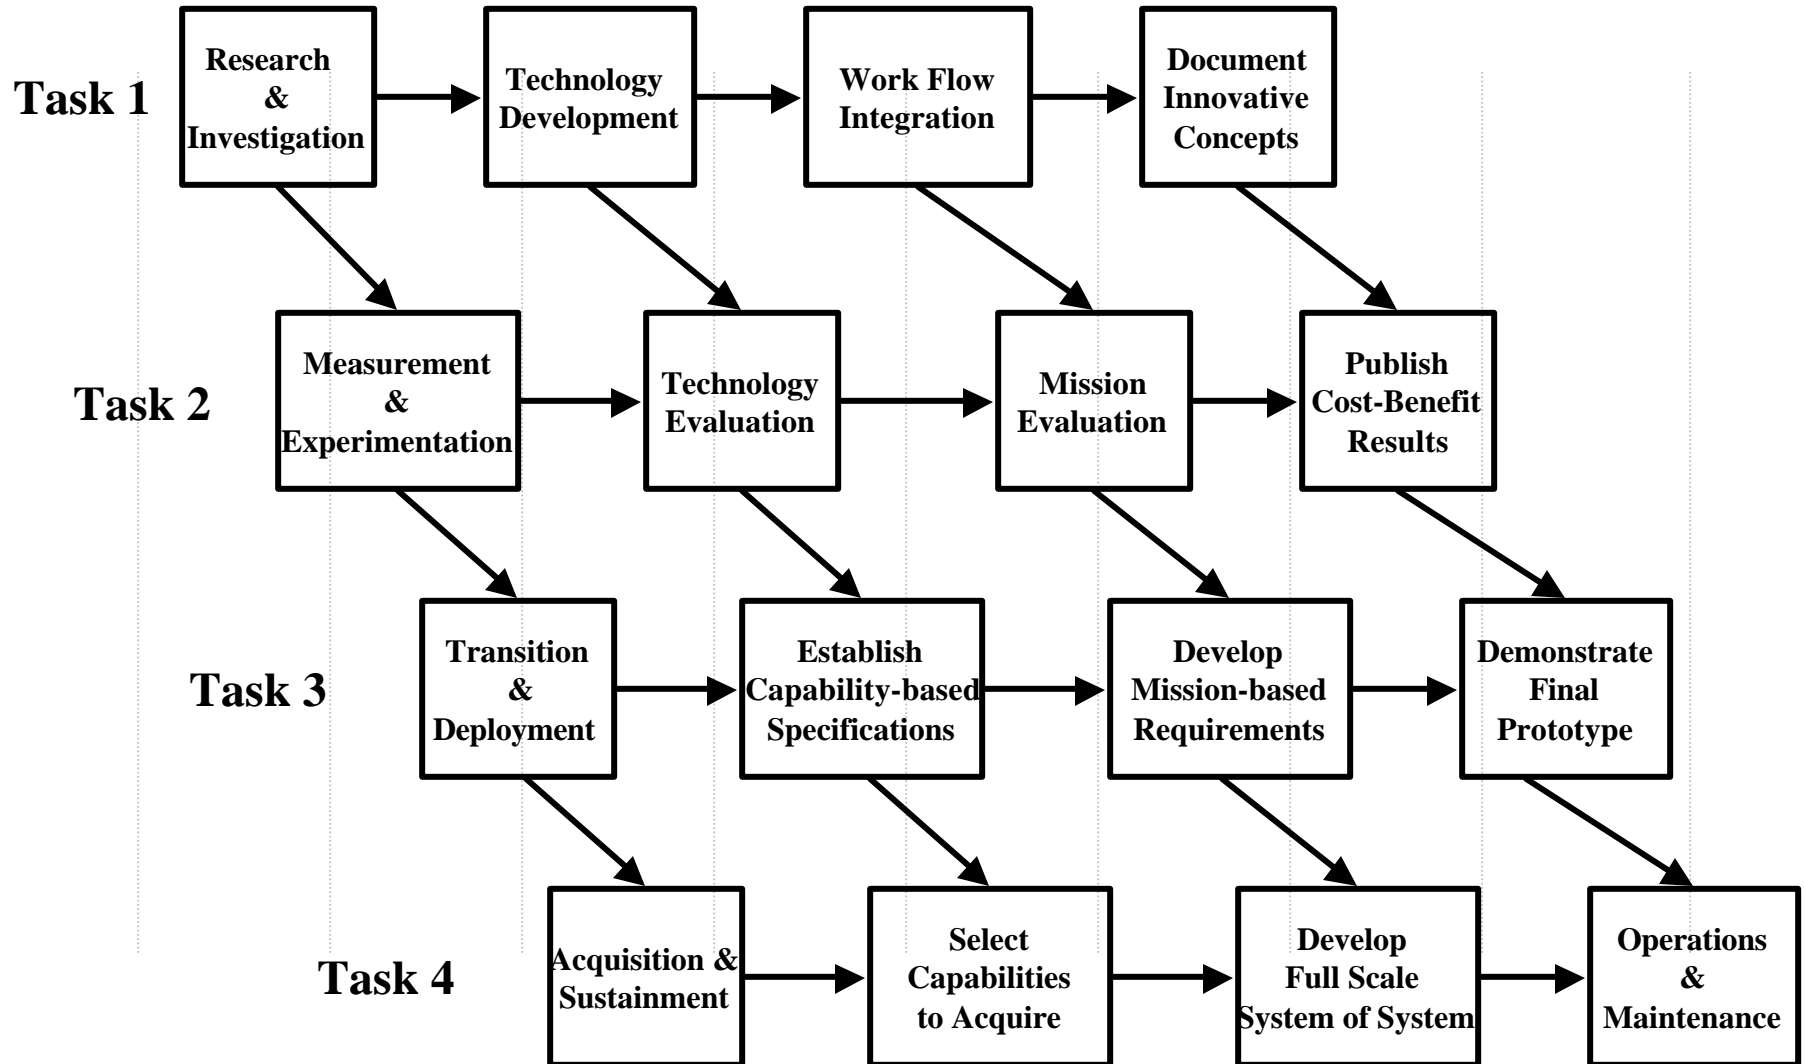 Task 1
Research
&
Investigation
Technology
Development
Work Flow
Integration
Document
Innovative
Concepts
Task 2
Measurement
&
Experimentation
Technology
Evaluation
Mission
Evaluation
Publish
Cost-Benefit
Results
Task 3
Transition
&
Deployment
Establish
Capability-based
Specifications
Develop
Mission-based
Requirements
Demonstrate
Final
Prototype
Task 4
Acquisition &
Sustainment
Select
Capabilities
to Acquire
Develop
Full Scale
System of System
Operations
&
Maintenance